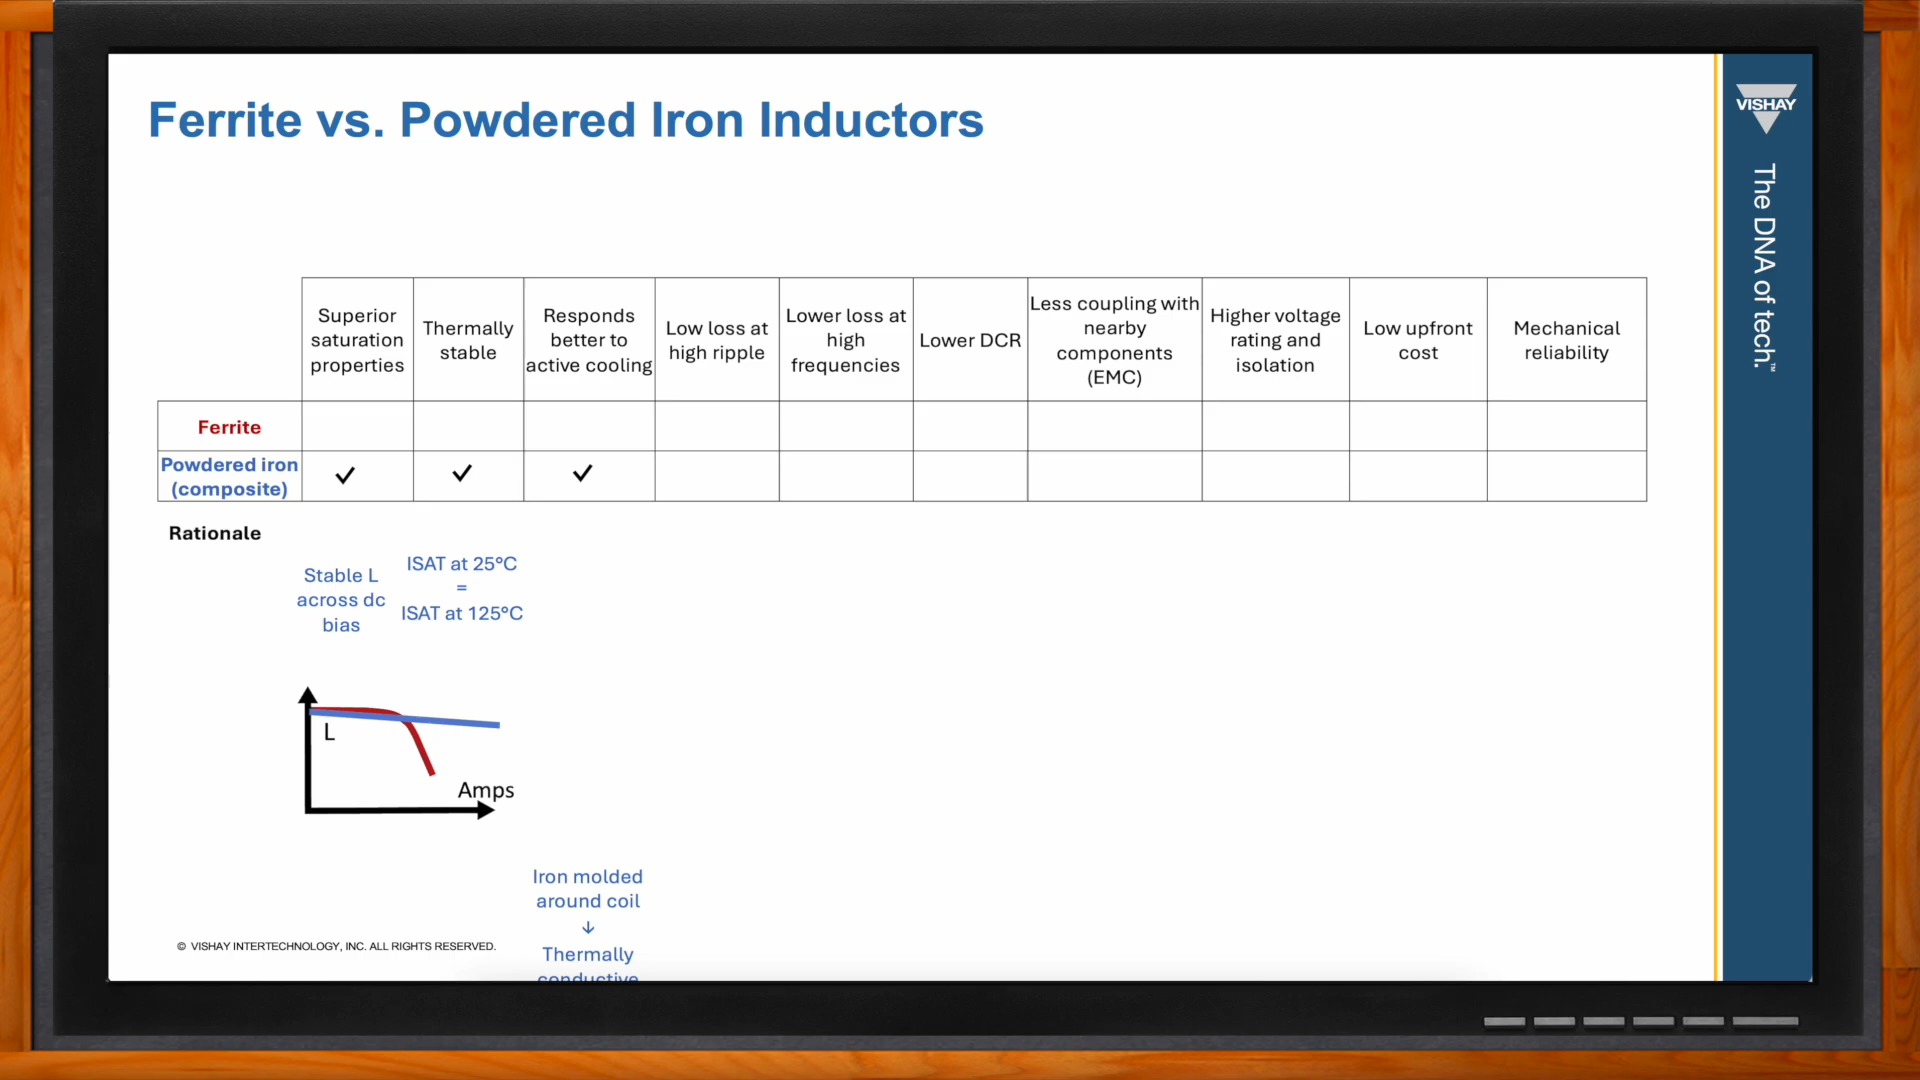 Ferrite vs. Powdered Iron Inductors
VISHAY
The DNA of tech.™
Superior
saturation
properties
Thermally
stable
Responds
better to
active cooling
Low loss at
high ripple
Lower loss at
high
frequencies
Lower DCR
Less coupling with
nearby
components
(EMC)
Higher voltage
rating and
isolation
Low upfront
cost
Mechanical
reliability
Ferrite
Powdered iron
(composite)
✓ ✓ ✓
Rationale
Stable L
across dc
bias
ISAT at 25°C
=
ISAT at 125°C
L
Amps
Iron molded
around coil
↓
Thermally
conductive
© VISHAY INTERTECHNOLOGY, INC. ALL RIGHTS RESERVED.